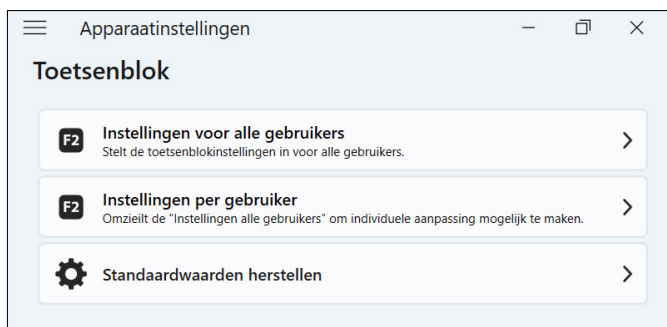 Apparaatinstellingen
Toetsenblok
F2 Instellingen voor alle gebruikers
Stelt de toetsenblokinstellingen in voor alle gebruikers.
F2 Instellingen per gebruiker
Omzieilt de "Instellingen alle gebruikers" om individuele aanpassing mogelijk te maken.
Standaardwaarden herstellen